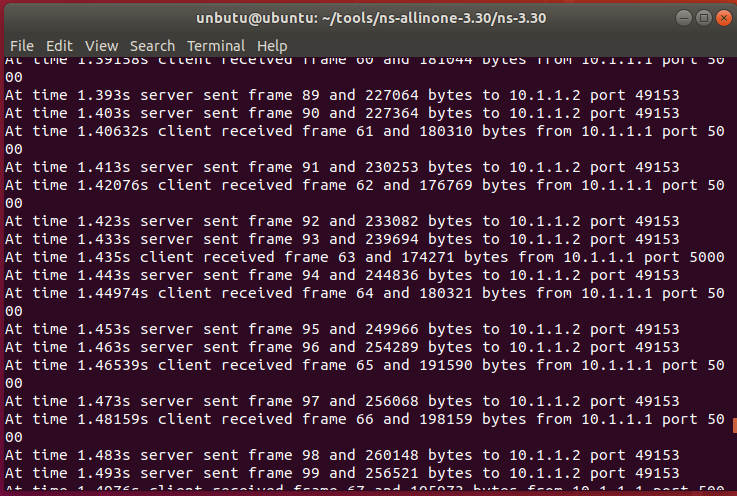 unbutu@ubuntu: ~/tools/ns-allinone-3.30/ns-3.30
File Edit View Search Terminal Help
At time 1.39158s client received frame 60 and 181044 bytes from 10.1.1.1 port 50
00
At time 1.393s server sent frame 89 and 227064 bytes to 10.1.1.2 port 49153
At time 1.403s server sent frame 90 and 227364 bytes to 10.1.1.2 port 49153
At time 1.40632s client received frame 61 and 180310 bytes from 10.1.1.1 port 50
00
At time 1.413s server sent frame 91 and 230253 bytes to 10.1.1.2 port 49153
At time 1.42076s client received frame 62 and 176769 bytes from 10.1.1.1 port 50
00
At time 1.423s server sent frame 92 and 233082 bytes to 10.1.1.2 port 49153
At time 1.433s server sent frame 93 and 239694 bytes to 10.1.1.2 port 49153
At time 1.435s client received frame 63 and 174271 bytes from 10.1.1.1 port 5000
At time 1.443s server sent frame 94 and 244836 bytes to 10.1.1.2 port 49153
At time 1.44974s client received frame 64 and 180321 bytes from 10.1.1.1 port 50
00
At time 1.453s server sent frame 95 and 249966 bytes to 10.1.1.2 port 49153
At time 1.463s server sent frame 96 and 254289 bytes to 10.1.1.2 port 49153
At time 1.46539s client received frame 65 and 191590 bytes from 10.1.1.1 port 50
00
At time 1.473s server sent frame 97 and 256068 bytes to 10.1.1.2 port 49153
At time 1.48159s client received frame 66 and 198159 bytes from 10.1.1.1 port 50
00
At time 1.483s server sent frame 98 and 260148 bytes to 10.1.1.2 port 49153
At time 1.493s server sent frame 99 and 256521 bytes to 10.1.1.2 port 49153
At time 1.4976s client received frame 67 and 195973 bytes from 10.1.1.1 port 500